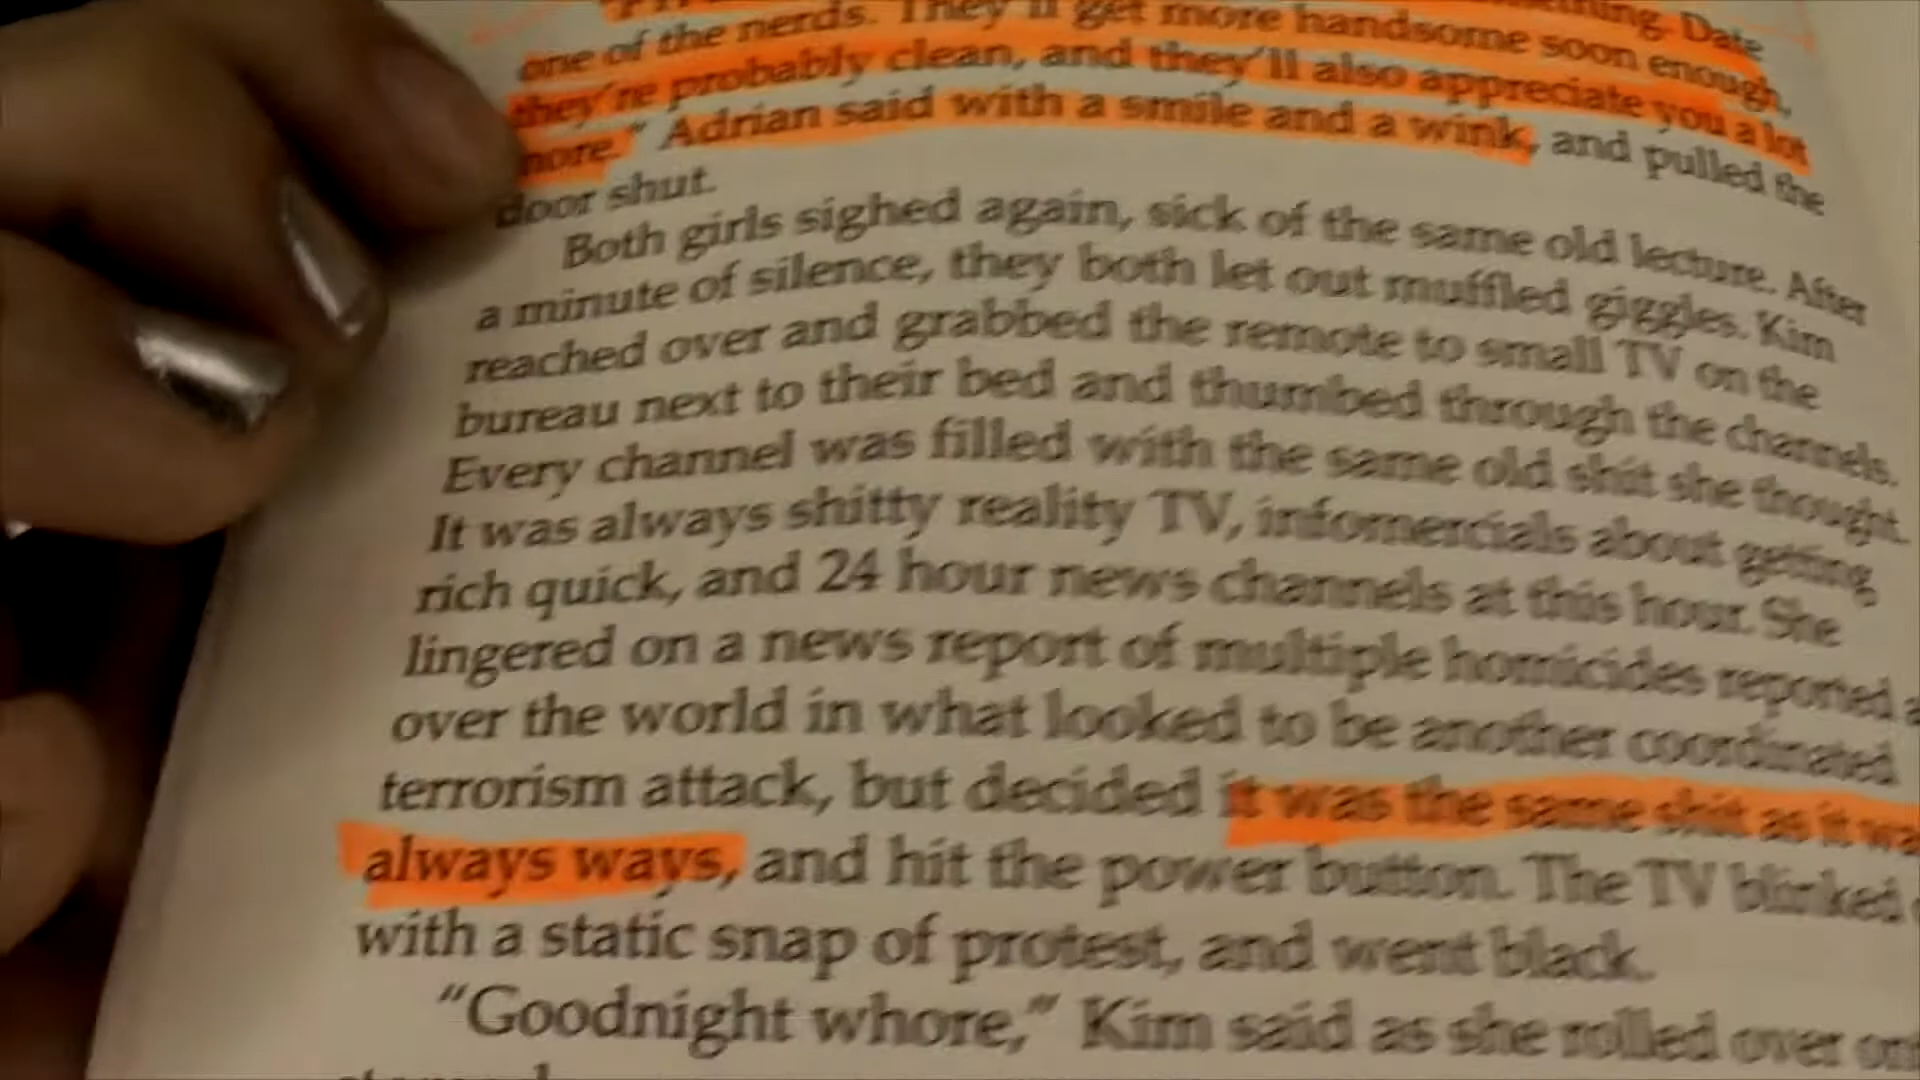 something. Date
one of the nerds. They'll get more handsome soon enough,
they're probably clean, and they'll also appreciate you a lot
more." Adrian said with a smile and a wink, and pulled the
door shut.
Both girls sighed again, sick of the same old lecture. After
a minute of silence, they both let out muffled giggles. Kim
reached over and grabbed the remote to small TV on the
bureau next to their bed and thumbed through the channels.
Every channel was filled with the same old shit she thought.
It was always shitty reality TV, infomercials about getting
rich quick, and 24 hour news channels at this hour. She
lingered on a news report of multiple homicides reported
over the world in what looked to be another coordinated
terrorism attack, but decided it was the same shit as it was
always ways, and hit the power button. The TV blinked
with a static snap of protest, and went black.
"Goodnight whore," Kim said as she rolled over